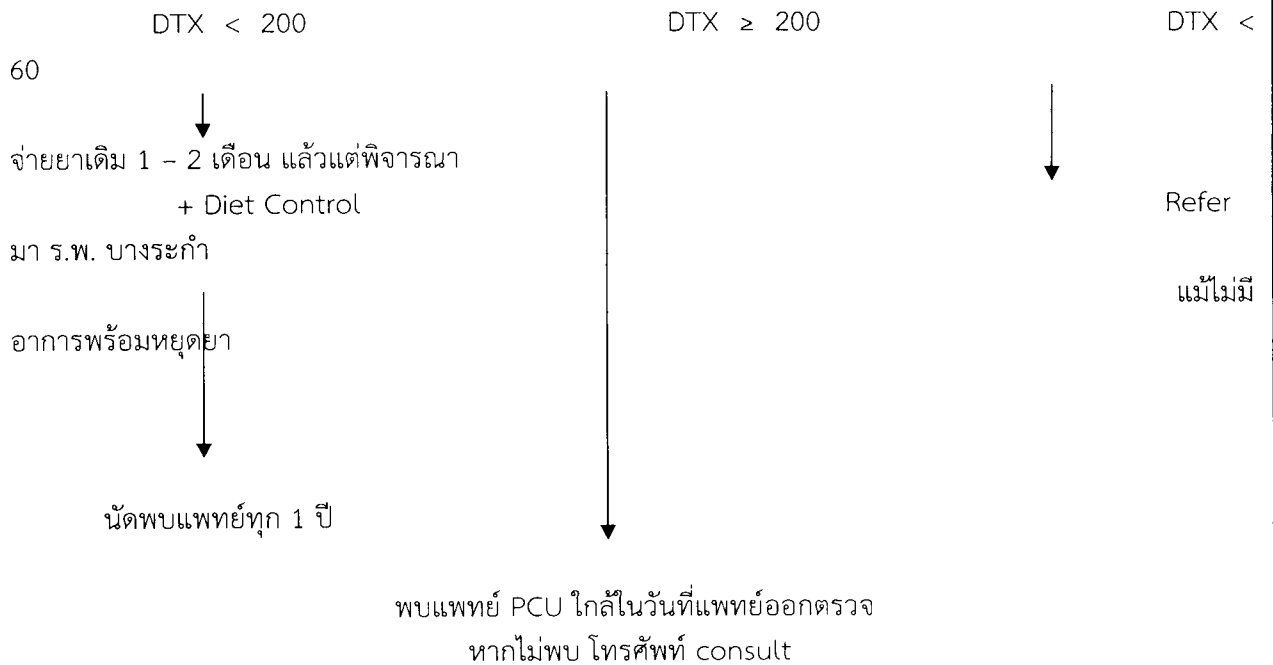 DTX < 200 DTX ≥ 200 DTX <
60
จ่ายยาเดิม 1 – 2 เดือน แล้วแต่พิจารณา
+ Diet Control Refer
มา ร.พ. บางระกำ
แม้ไม่มี
อาการพร้อมหยุดยา
นัดพบแพทย์ทุก 1 ปี
พบแพทย์ PCU ใกล้ในวันที่แพทย์ออกตรวจ
หากไม่พบ โทรศัพท์ consult